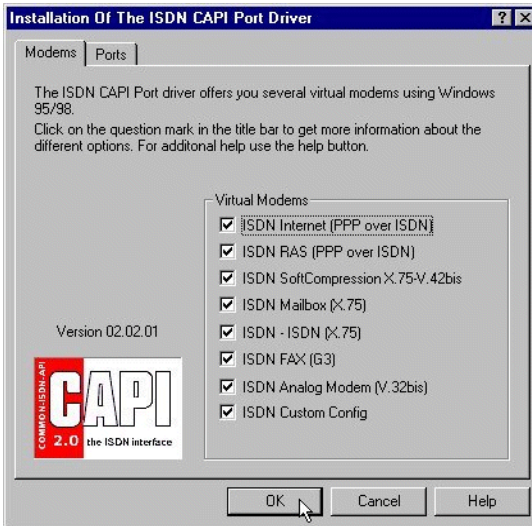 Installation Of The ISDN CAPI Port Driver
Modems
Ports
The ISDN CAPI Port driver offers you several virtual modems using Windows
95/98.
Click on the question mark in the title bar to get more information about the
different options. For additonal help use the help button.
Virtual Modems
ISDN Internet (PPP over ISDN)
ISDN RAS (PPP over ISDN)
ISDN SoftCompression X.75-V.42bis
ISDN Mailbox (X.75)
ISDN - ISDN (X.75)
ISDN FAX (G3)
ISDN Analog Modem (V.32bis)
ISDN Custom Config
Version 02.02.01
COMMON-ISDN-API
CAPI
2.0 the ISDN interface
OK
Cancel
Help